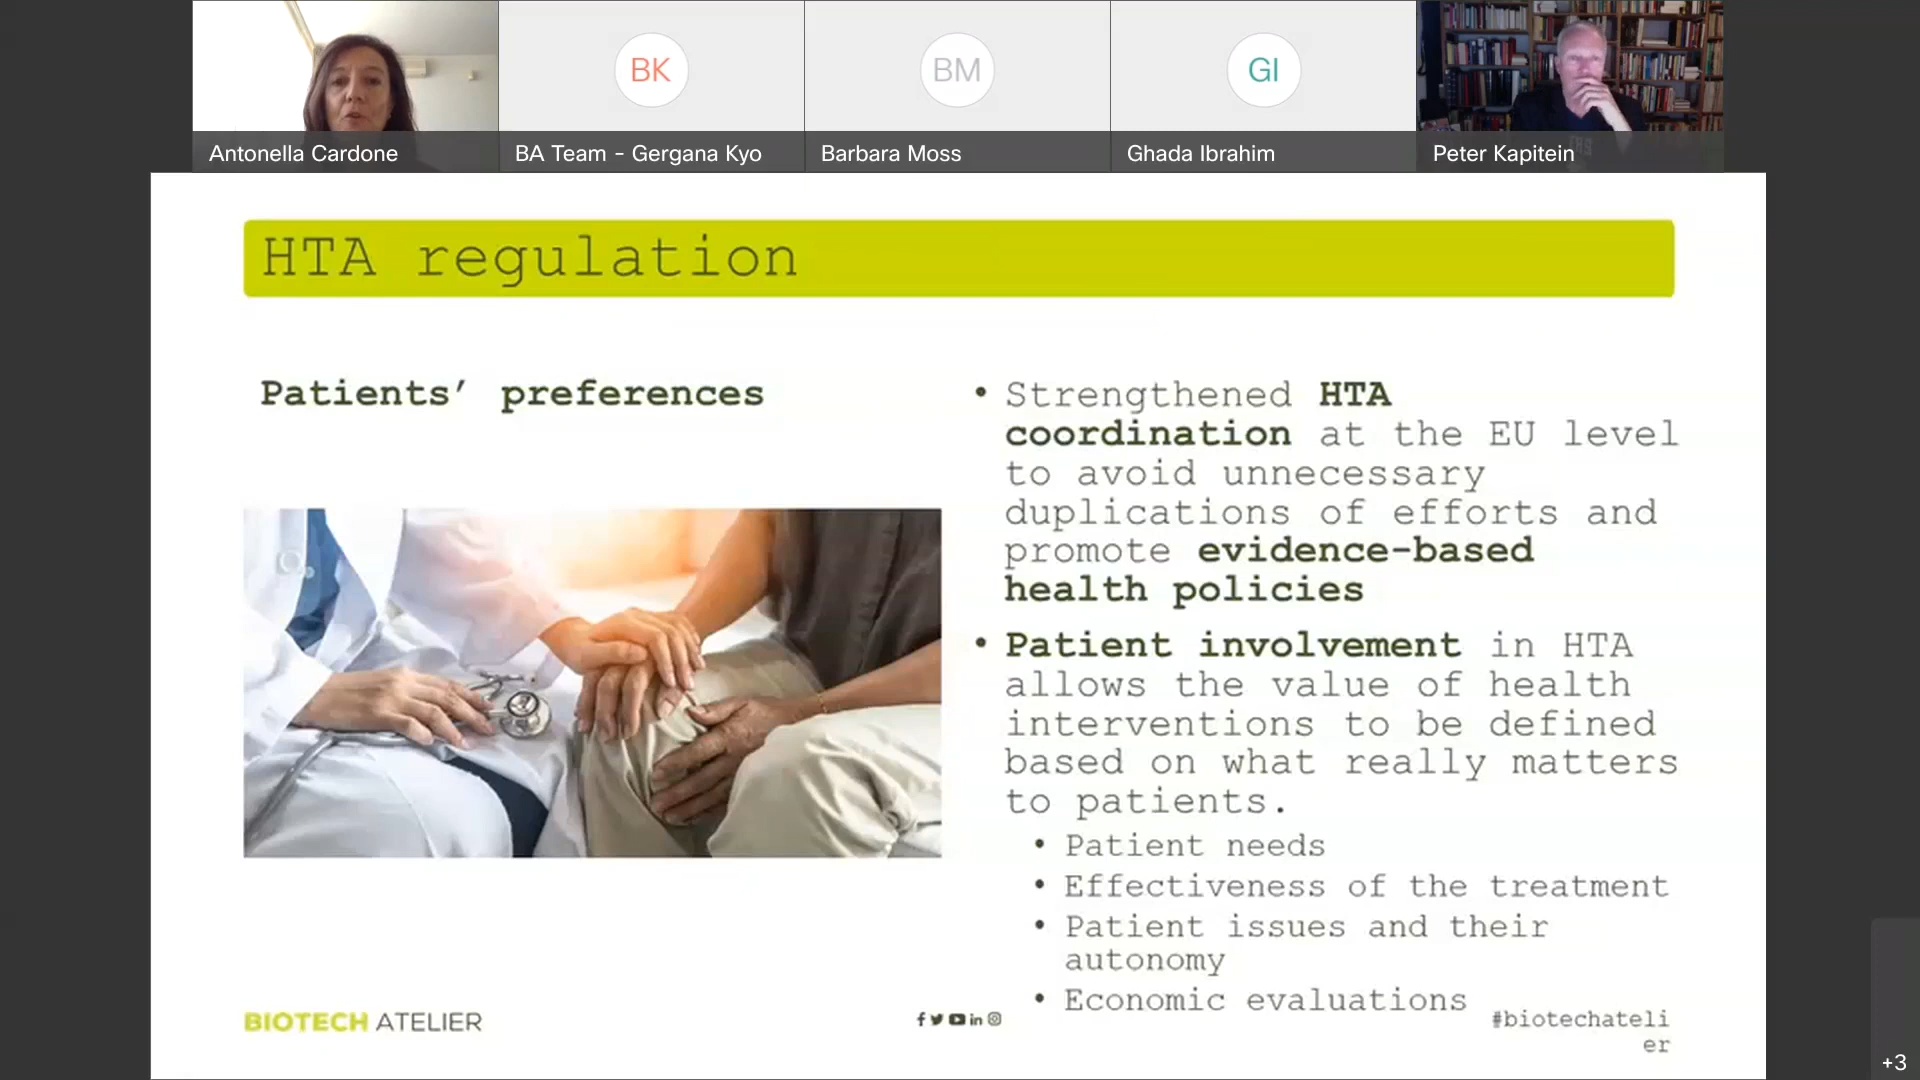 BK
BM
GI
Antonella Cardone
BA Team - Gergana Kyo
Barbara Moss
Ghada Ibrahim
Peter Kapitein
HTA regulation
Patients’ preferences
• Strengthened HTA
coordination at the EU level
to avoid unnecessary
duplications of efforts and
promote evidence-based
health policies
• Patient involvement in HTA
allows the value of health
interventions to be defined
based on what really matters
to patients.
• Patient needs
• Effectiveness of the treatment
• Patient issues and their
autonomy
• Economic evaluations
BIOTECH ATELIER
#biotechateli
er
+3